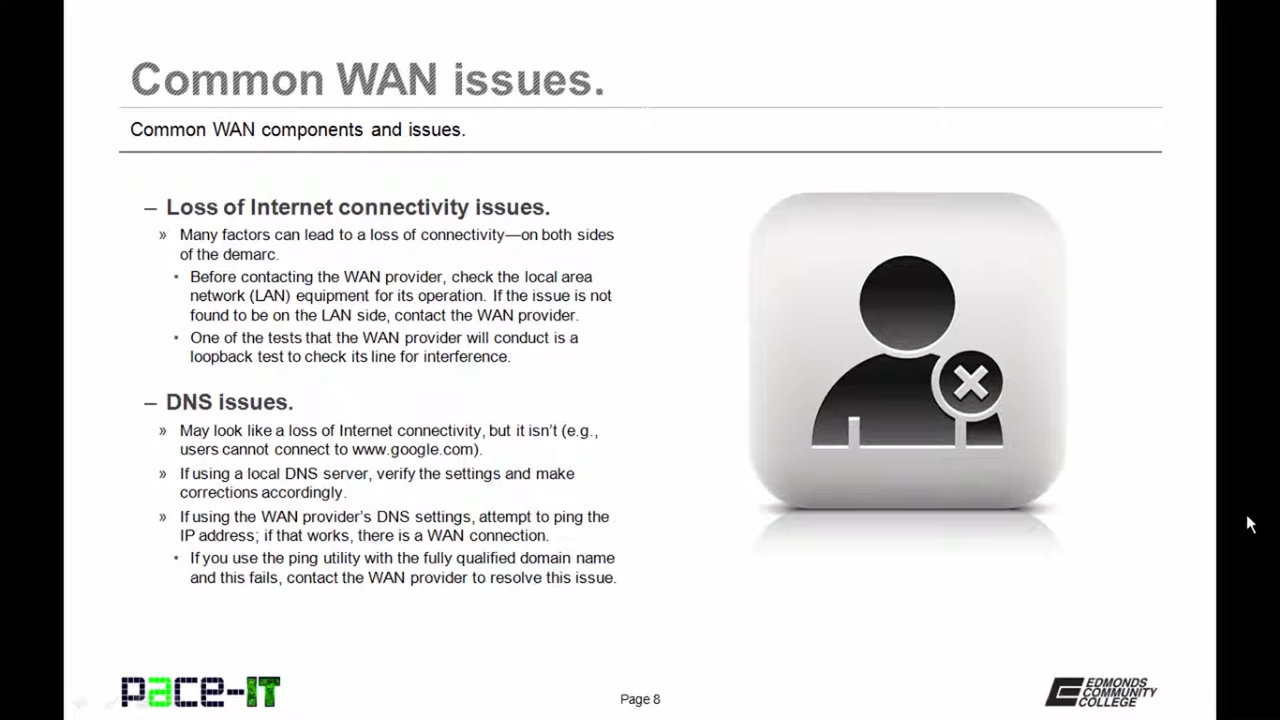 Common WAN issues.
Common WAN components and issues.
– Loss of Internet connectivity issues.
» Many factors can lead to a loss of connectivity—on both sides
of the demarc.
• Before contacting the WAN provider, check the local area
network (LAN) equipment for its operation. If the issue is not
found to be on the LAN side, contact the WAN provider.
• One of the tests that the WAN provider will conduct is a
loopback test to check its line for interference.
– DNS issues.
» May look like a loss of Internet connectivity, but it isn’t (e.g.,
users cannot connect to www.google.com).
» If using a local DNS server, verify the settings and make
corrections accordingly.
» If using the WAN provider’s DNS settings, attempt to ping the
IP address; if that works, there is a WAN connection.
• If you use the ping utility with the fully qualified domain name
and this fails, contact the WAN provider to resolve this issue.
pace-IT
Page 8
EDMONDS
COMMUNITY
COLLEGE